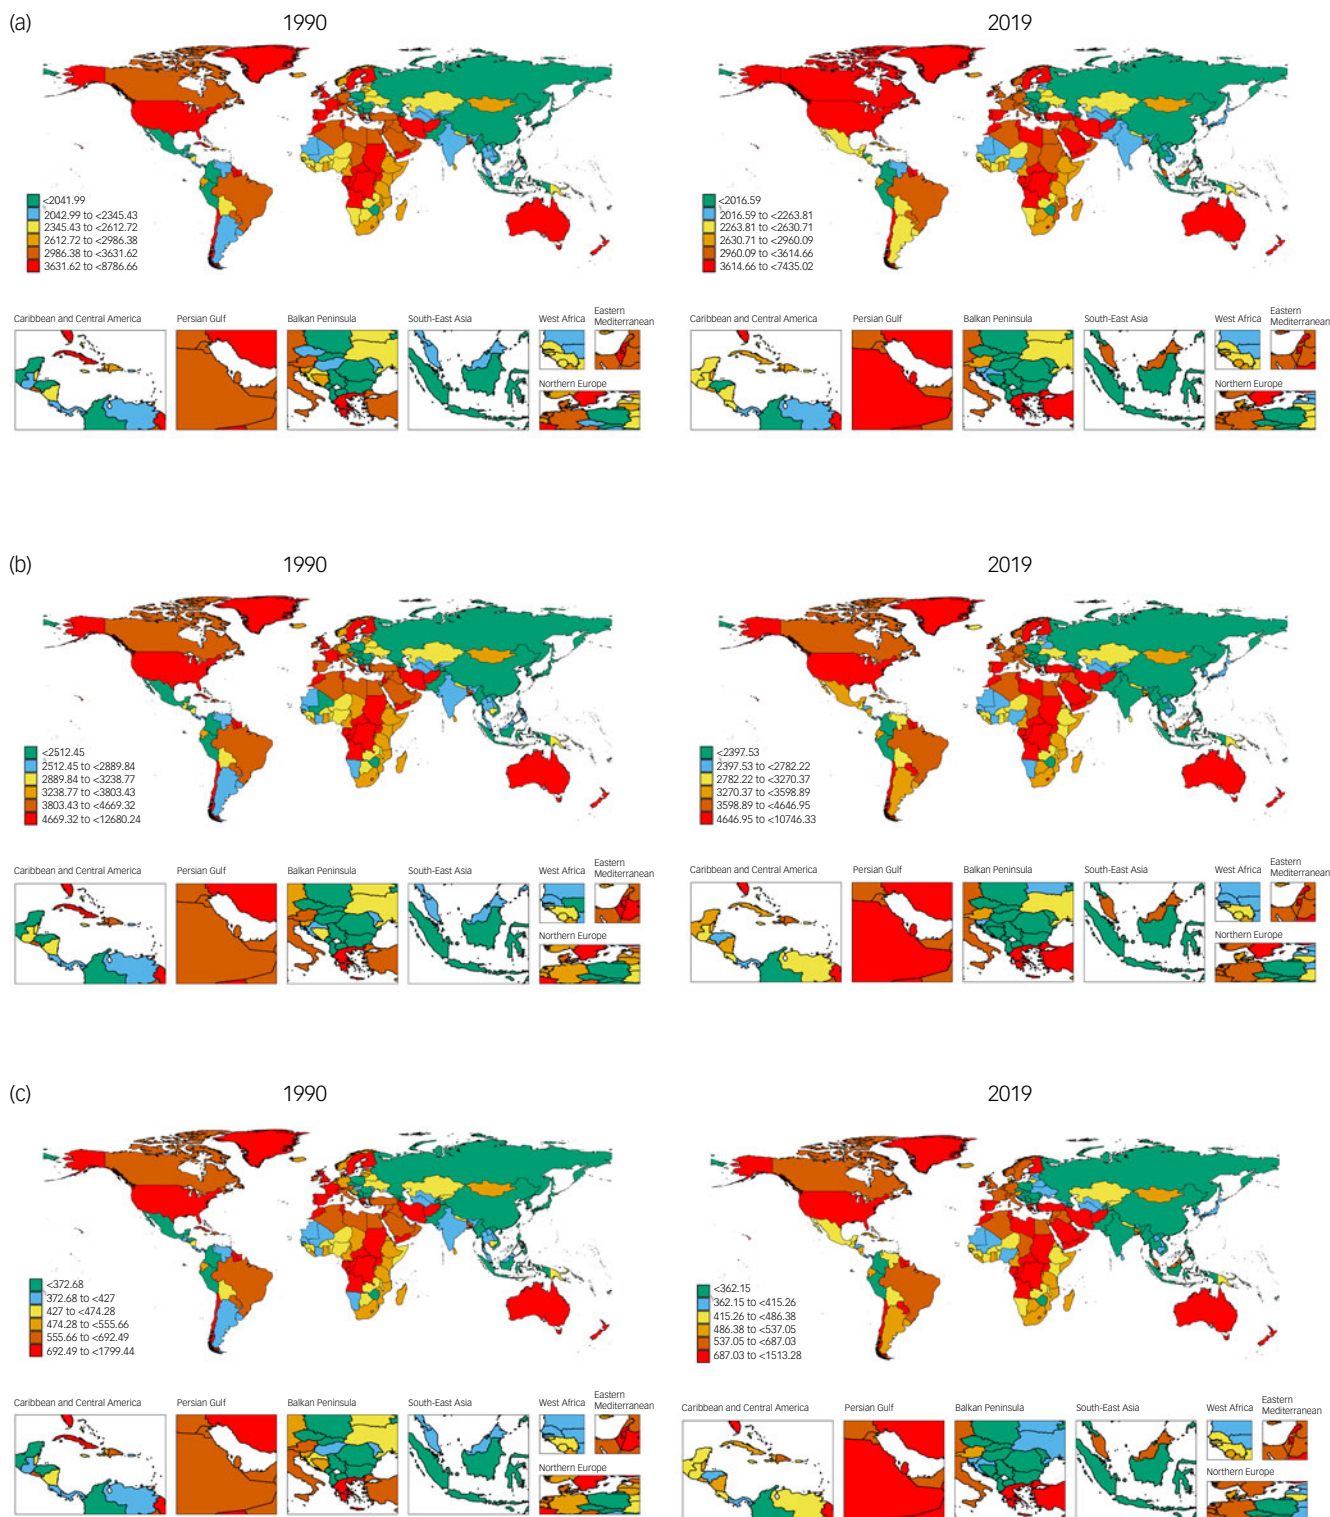 (a)
1990
2019
<2041.99
2042.99 to <2345.43
2345.43 to <2612.72
2612.72 to <2986.38
2986.38 to <3631.62
3631.62 to <8786.66
<2016.59
2016.59 to <2263.81
2263.81 to <2630.71
2630.71 to <2960.09
2960.09 to <3614.66
3614.66 to <7435.02
Caribbean and Central America
Persian Gulf
Balkan Peninsula
South-East Asia
West Africa
Eastern
Mediterranean
Northern Europe
Caribbean and Central America
Persian Gulf
Balkan Peninsula
South-East Asia
West Africa
Eastern
Mediterranean
Northern Europe
(b)
1990
2019
<2512.45
2512.45 to <2889.84
2889.84 to <3238.77
3238.77 to <3803.43
3803.43 to <4669.32
4669.32 to <12680.24
<2397.53
2397.53 to <2782.22
2782.22 to <3270.37
3270.37 to <3598.89
3598.89 to <4646.95
4646.95 to <10746.33
Caribbean and Central America
Persian Gulf
Balkan Peninsula
South-East Asia
West Africa
Eastern
Mediterranean
Northern Europe
Caribbean and Central America
Persian Gulf
Balkan Peninsula
South-East Asia
West Africa
Eastern
Mediterranean
Northern Europe
(c)
1990
2019
<372.68
372.68 to <427
427 to <474.28
474.28 to <555.66
555.66 to <692.49
692.49 to <1799.44
<362.15
362.15 to <415.26
415.26 to <486.38
486.38 to <537.05
537.05 to <687.03
687.03 to <1513.28
Caribbean and Central America
Persian Gulf
Balkan Peninsula
South-East Asia
West Africa
Eastern
Mediterranean
Northern Europe
Caribbean and Central America
Persian Gulf
Balkan Peninsula
South-East Asia
West Africa
Eastern
Mediterranean
Northern Europe